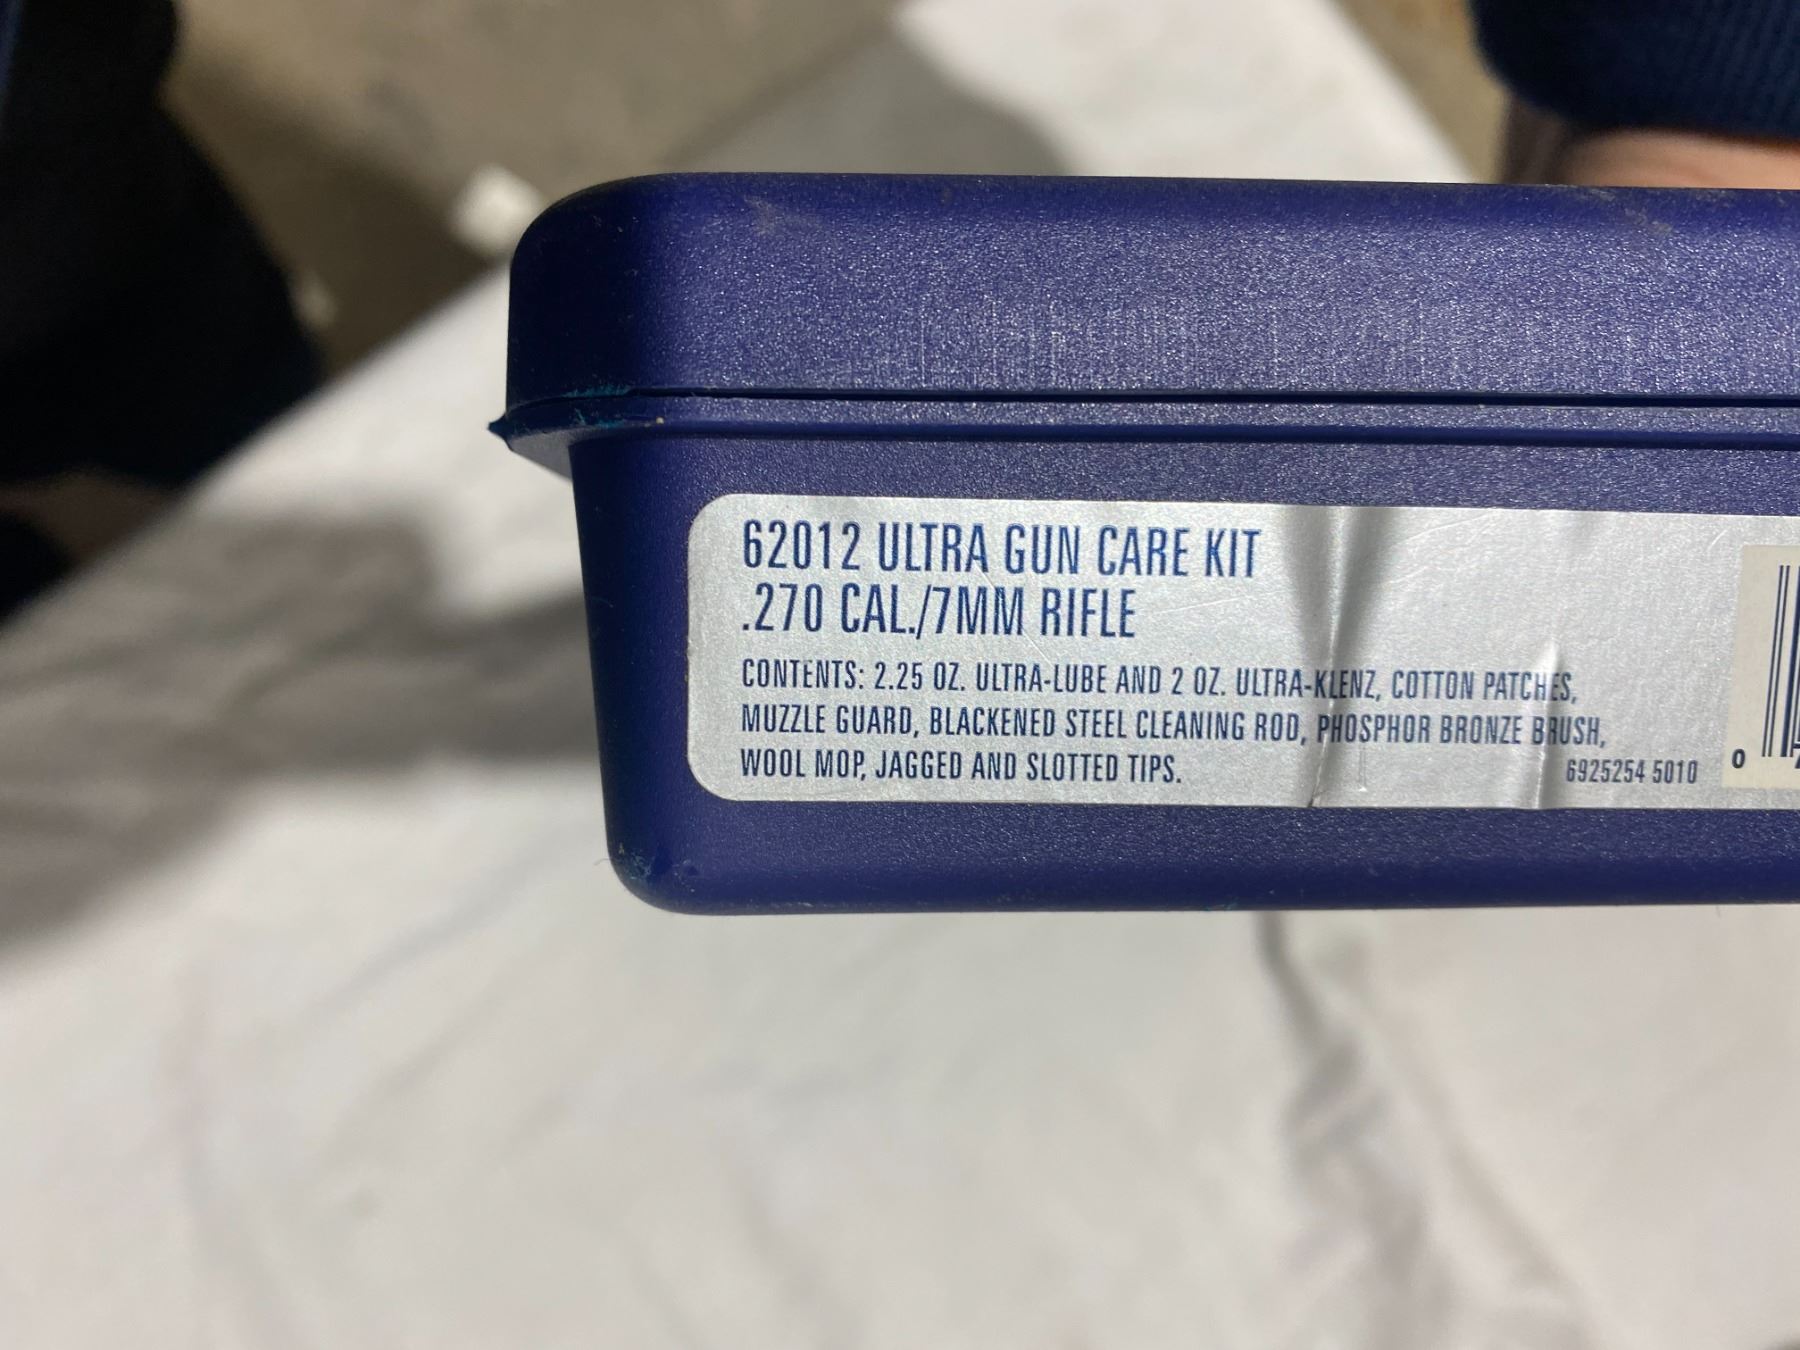 62012 ULTRA GUN CARE KIT
.270 CAL./7MM RIFLE
CONTENTS: 2.25 OZ. ULTRA-LUBE AND 2 OZ. ULTRA-KLENZ, COTTON PATCHES,
MUZZLE GUARD, BLACKENED STEEL CLEANING ROD, PHOSPHOR BRONZE BRUSH,
WOOL MOP, JAGGED AND SLOTTED TIPS.
6925254 5010
0